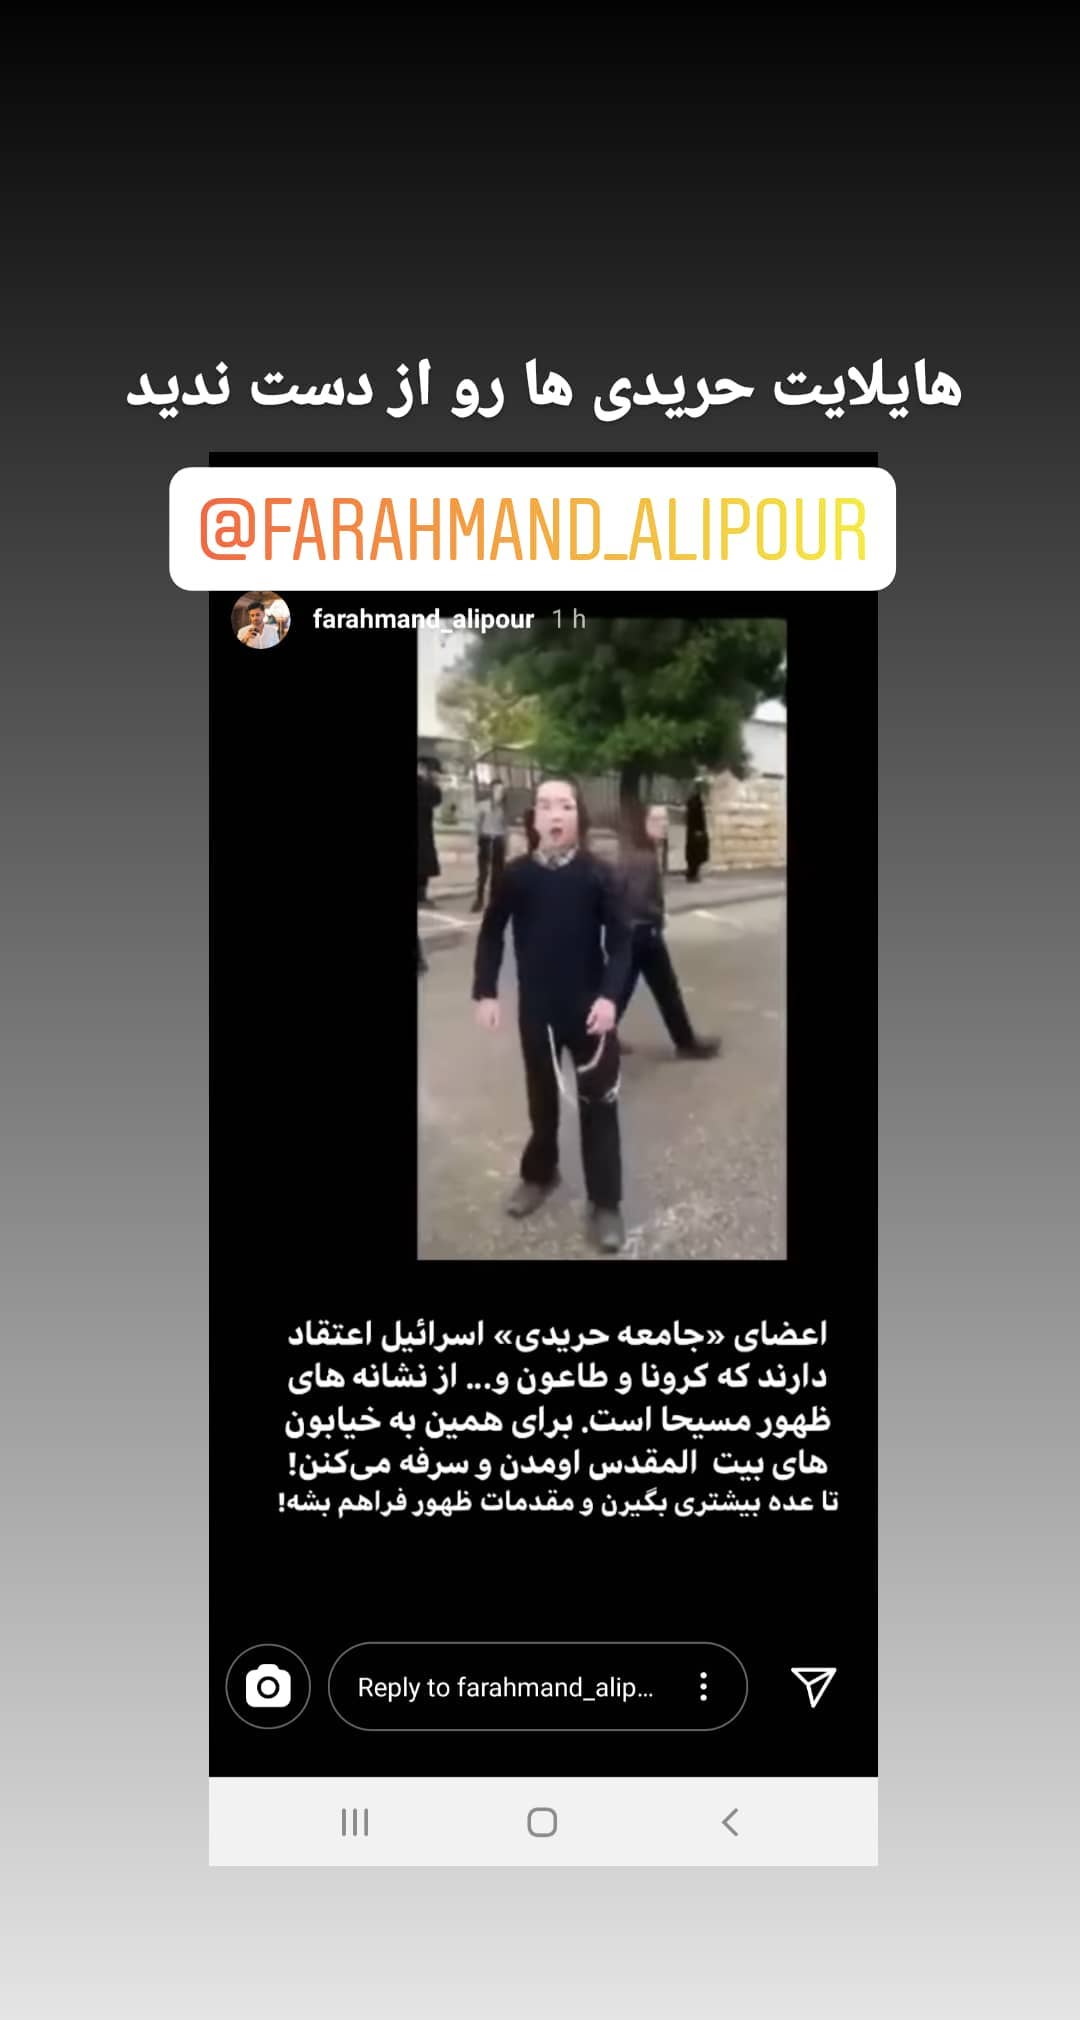 هایلایت حریدی ها رو از دست ندید
@FARAHMAND_ALIPOUR
farahmand_alipour 1 h
اعضای «جامعه حریدی» اسرائیل اعتقاد
دارند که کرونا و طاعون و... از نشانه های
ظهور مسیحا است. برای همین به خیابون
های بیت المقدس اومدن و سرفه می‌کنن!
تا عده بیشتری بگیرن و مقدمات ظهور فراهم بشه!
Reply to farahmand_alip...